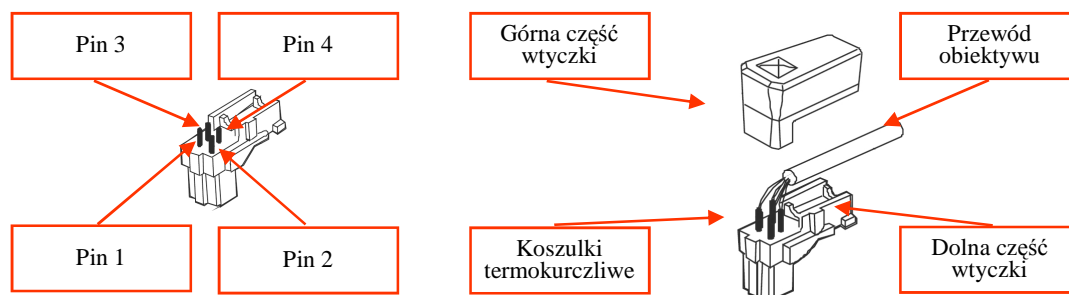 Pin 3
Pin 4
Pin 1
Pin 2
Górna część
wtyczki
Przewód
obiektywu
Koszulki
termokurczliwe
Dolna część
wtyczki